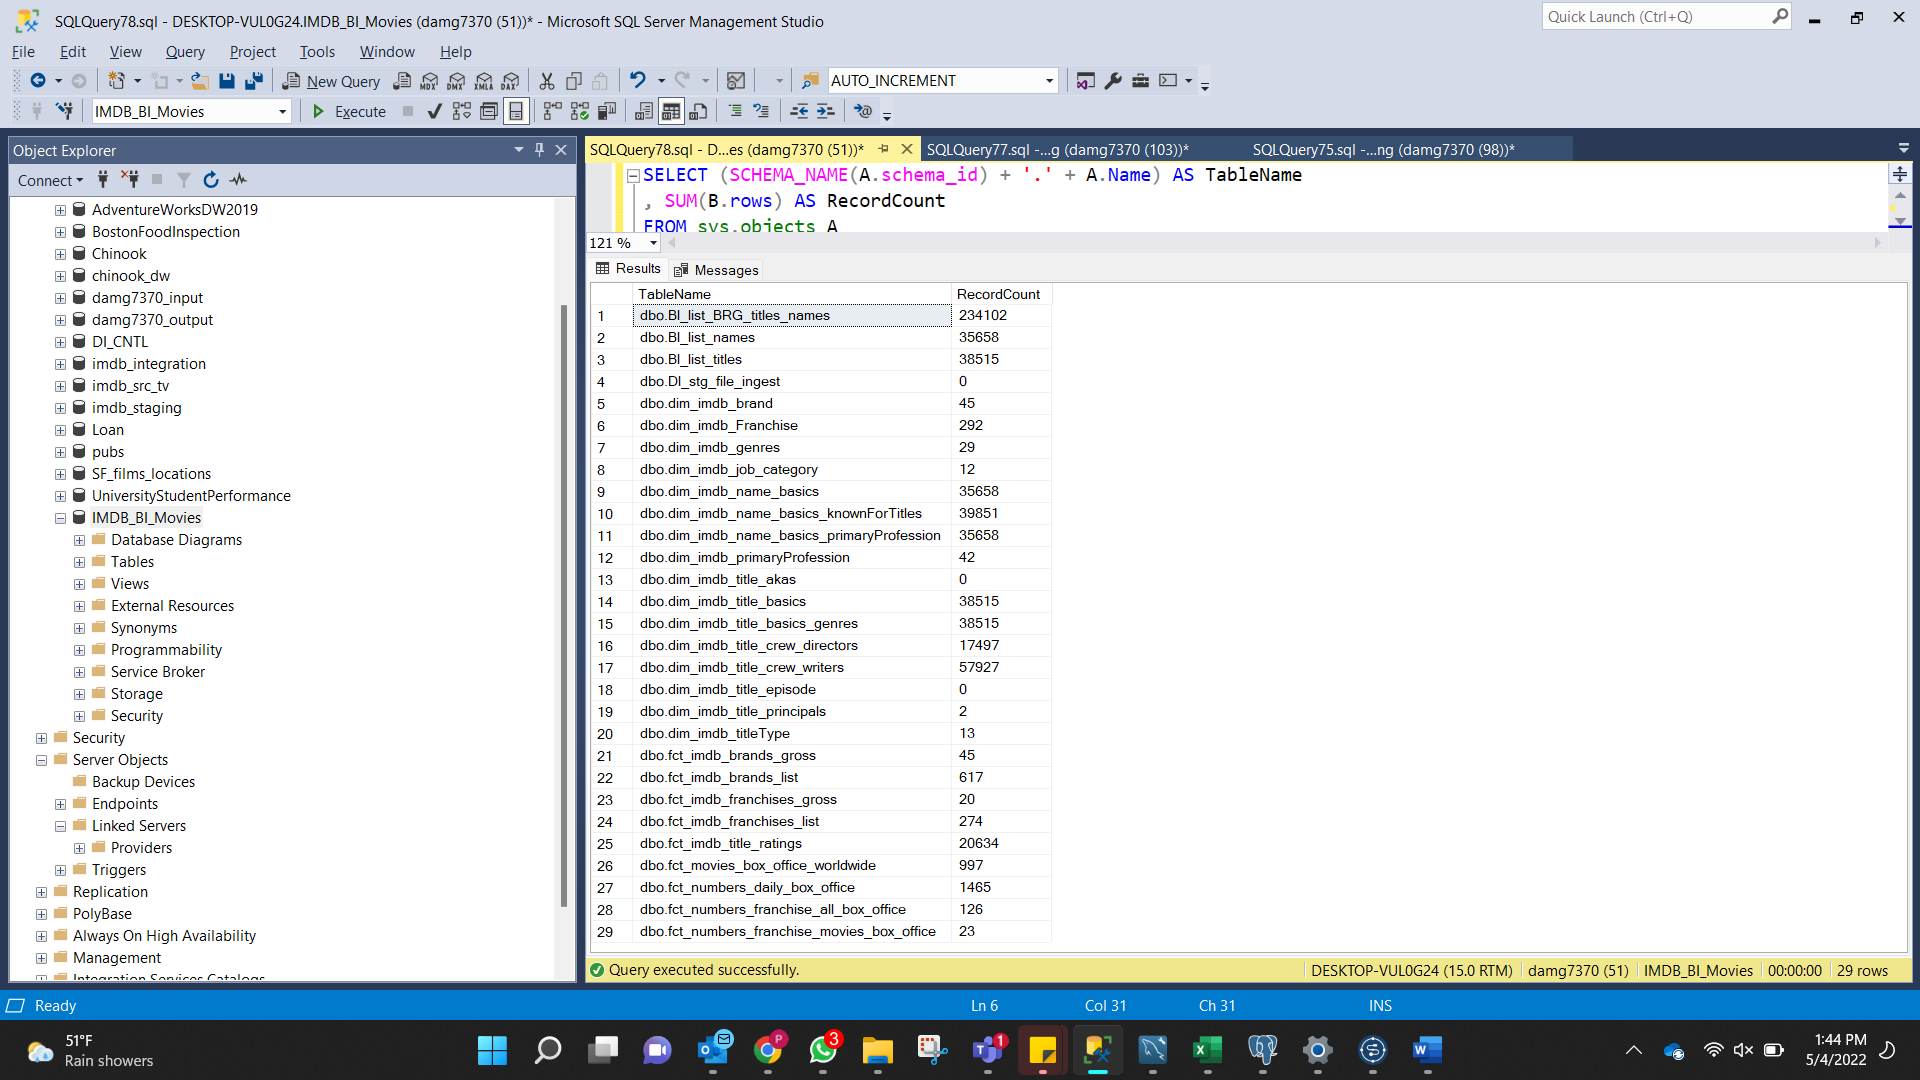 SQLQuery78.sql - DESKTOP-VUL0G24.IMDB_BI_Movies (damg7370 (51))* - Microsoft SQL Server Management Studio
Quick Launch (Ctrl+Q)
File Edit View Query Project Tools Window Help
New Query MDX DMX XMLA DAX AUTO_INCREMENT
IMDB_BI_Movies Execute
Object Explorer
Connect
AdventureWorksDW2019
BostonFoodInspection
Chinook
chinook_dw
damg7370_input
damg7370_output
DI_CNTL
imdb_integration
imdb_src_tv
imdb_staging
Loan
pubs
SF_films_locations
UniversityStudentPerformance
IMDB_BI_Movies
Database Diagrams
Tables
Views
External Resources
Synonyms
Programmability
Service Broker
Storage
Security
Security
Server Objects
Backup Devices
Endpoints
Linked Servers
Providers
Triggers
Replication
PolyBase
Always On High Availability
Management
Integration Services Catalogs
SQLQuery78.sql - D...es (damg7370 (51))* SQLQuery77.sql -...g (damg7370 (103))* SQLQuery75.sql -...ng (damg7370 (98))*
SELECT (SCHEMA_NAME(A.schema_id) + '.' + A.Name) AS TableName
, SUM(B.rows) AS RecordCount
FROM sys.objects A
121 %
Results Messages
TableName RecordCount
1 dbo.BI_list_BRG_titles_names 234102
2 dbo.BI_list_names 35658
3 dbo.BI_list_titles 38515
4 dbo.DI_stg_file_ingest 0
5 dbo.dim_imdb_brand 45
6 dbo.dim_imdb_Franchise 292
7 dbo.dim_imdb_genres 29
8 dbo.dim_imdb_job_category 12
9 dbo.dim_imdb_name_basics 35658
10 dbo.dim_imdb_name_basics_knownForTitles 39851
11 dbo.dim_imdb_name_basics_primaryProfession 35658
12 dbo.dim_imdb_primaryProfession 42
13 dbo.dim_imdb_title_akas 0
14 dbo.dim_imdb_title_basics 38515
15 dbo.dim_imdb_title_basics_genres 38515
16 dbo.dim_imdb_title_crew_directors 17497
17 dbo.dim_imdb_title_crew_writers 57927
18 dbo.dim_imdb_title_episode 0
19 dbo.dim_imdb_title_principals 2
20 dbo.dim_imdb_titleType 13
21 dbo.fct_imdb_brands_gross 45
22 dbo.fct_imdb_brands_list 617
23 dbo.fct_imdb_franchises_gross 20
24 dbo.fct_imdb_franchises_list 274
25 dbo.fct_imdb_title_ratings 20634
26 dbo.fct_movies_box_office_worldwide 997
27 dbo.fct_numbers_daily_box_office 1465
28 dbo.fct_numbers_franchise_all_box_office 126
29 dbo.fct_numbers_franchise_movies_box_office 23
Query executed successfully. DESKTOP-VUL0G24 (15.0 RTM) damg7370 (51) IMDB_BI_Movies 00:00:00 29 rows
Ready Ln 6 Col 31 Ch 31 INS
51°F
Rain showers
P 3 1
1:44 PM
5/4/2022